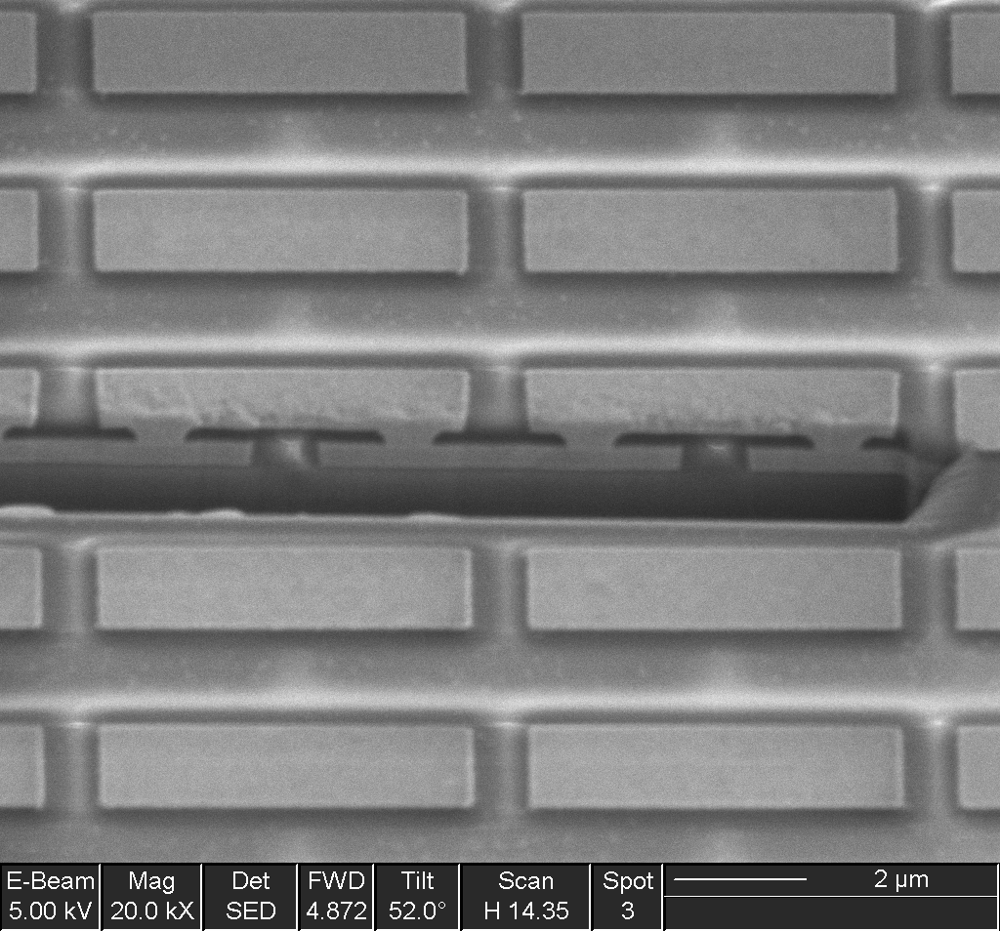 E-Beam Mag Det FWD Tilt Scan Spot 2 µm
5.00 kV 20.0 kX SED 4.872 52.0° H 14.35 3